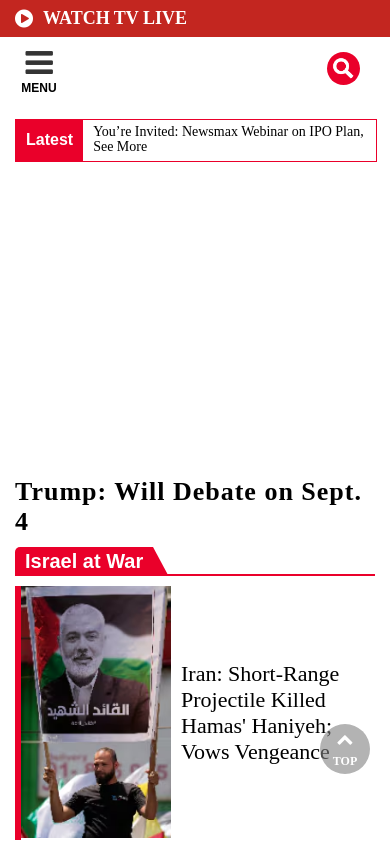 WATCH TV LIVE
MENU
Latest
You’re Invited: Newsmax Webinar on IPO Plan,
See More
Trump: Will Debate on Sept.
4
Israel at War
القائد الشهيد
Iran: Short-Range
Projectile Killed
Hamas' Haniyeh;
Vows Vengeance
TOP